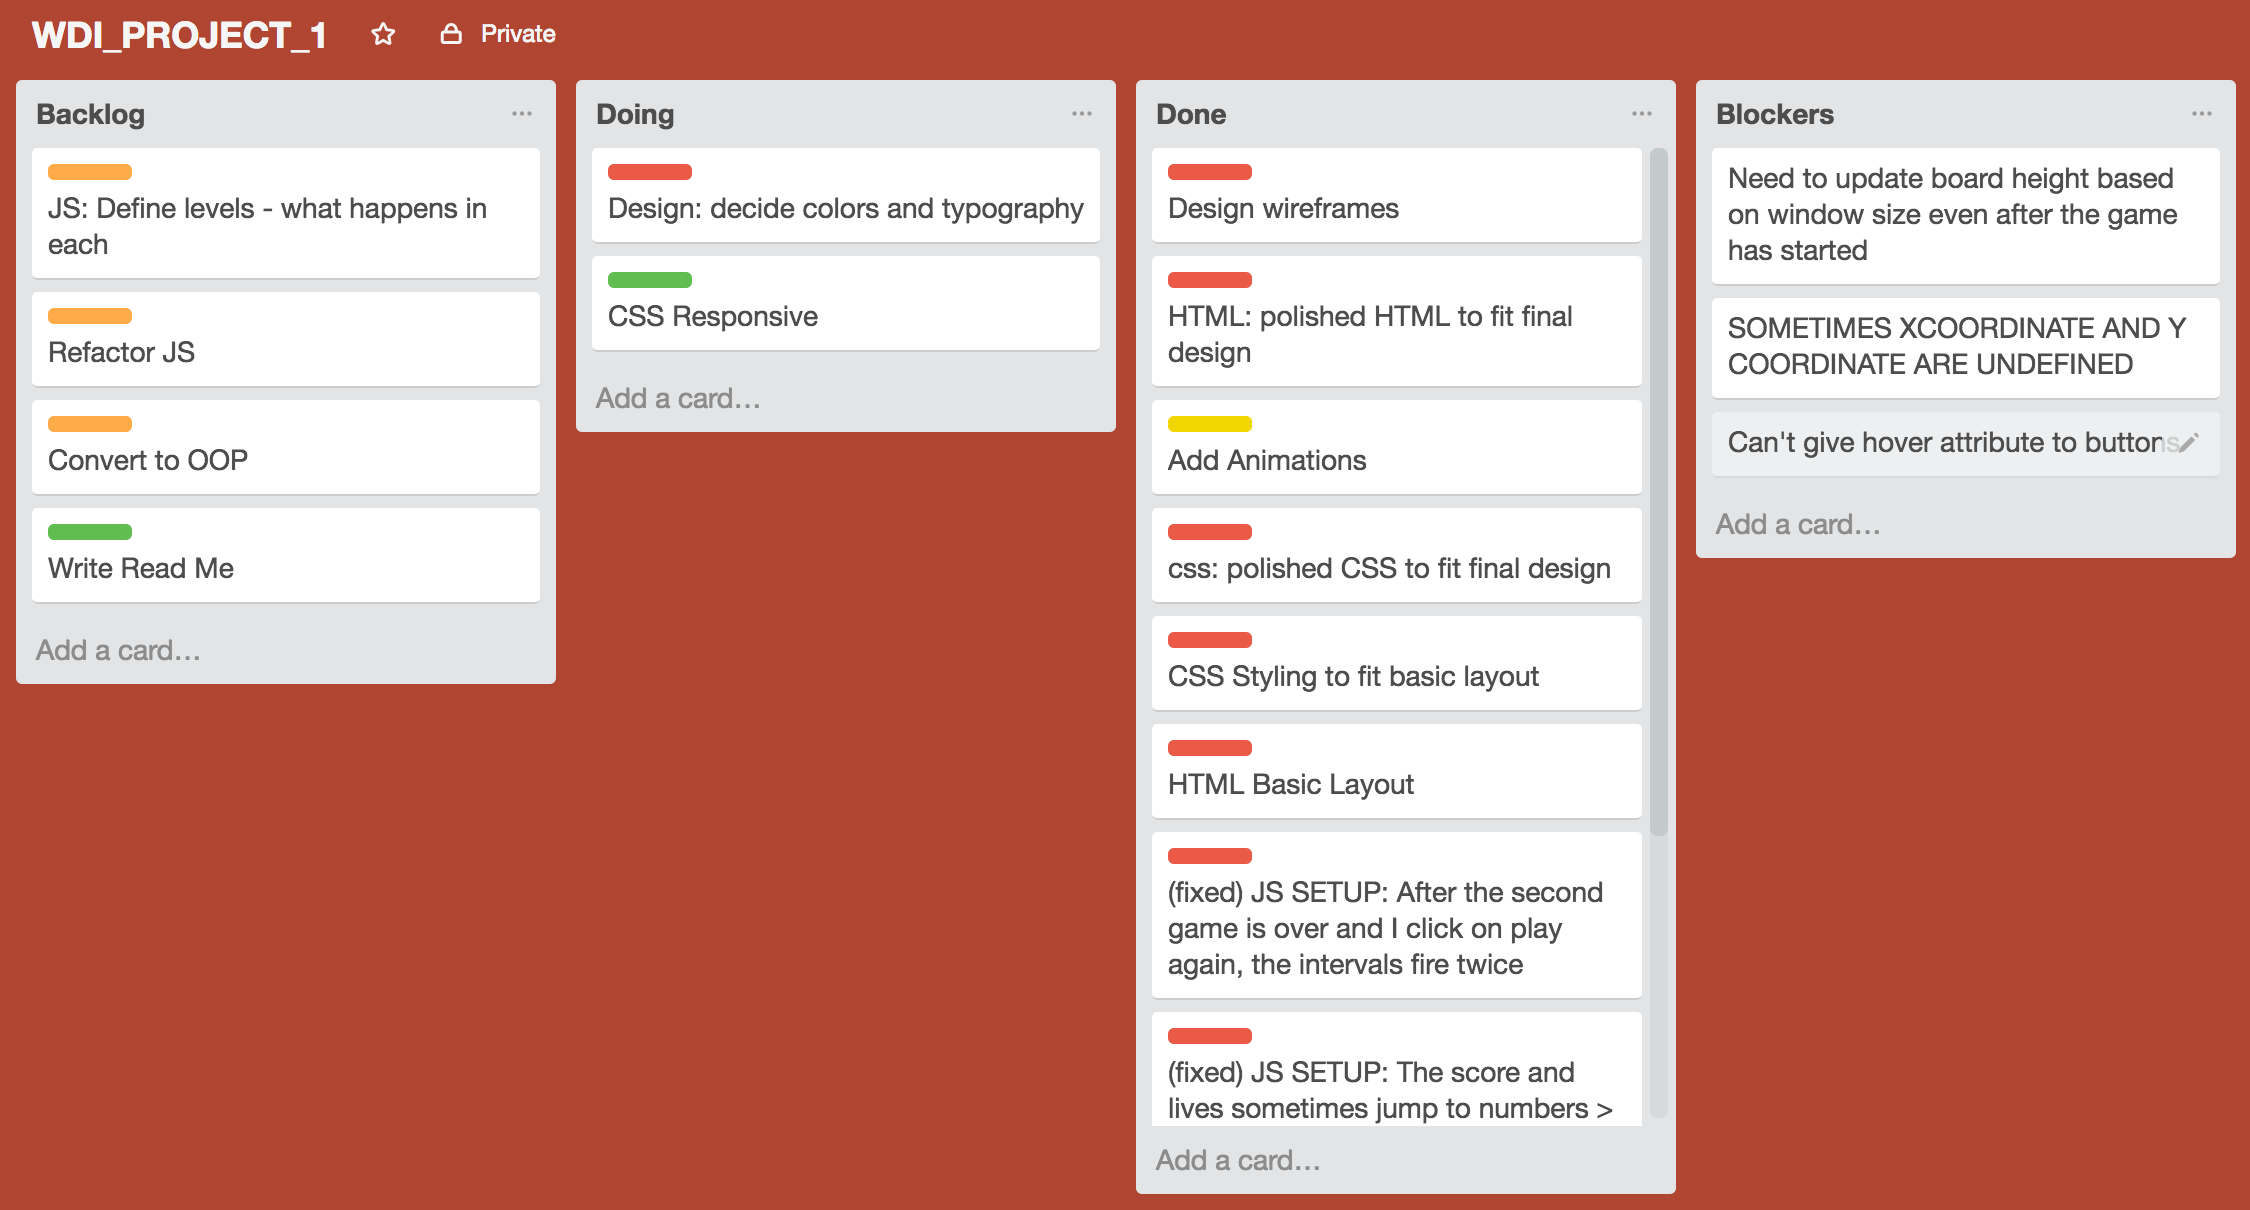 WDI_PROJECT_1
Private
Backlog
JS: Define levels - what happens in
each
Refactor JS
Convert to OOP
Write Read Me
Add a card...
Doing
Design: decide colors and typography
CSS Responsive
Add a card...
Done
Design wireframes
HTML: polished HTML to fit final
design
Add Animations
css: polished CSS to fit final design
CSS Styling to fit basic layout
HTML Basic Layout
(fixed) JS SETUP: After the second
game is over and I click on play
again, the intervals fire twice
(fixed) JS SETUP: The score and
lives sometimes jump to numbers >
Add a card...
Blockers
Need to update board height based
on window size even after the game
has started
SOMETIMES XCOORDINATE AND Y
COORDINATE ARE UNDEFINED
Can't give hover attribute to buttons
Add a card...